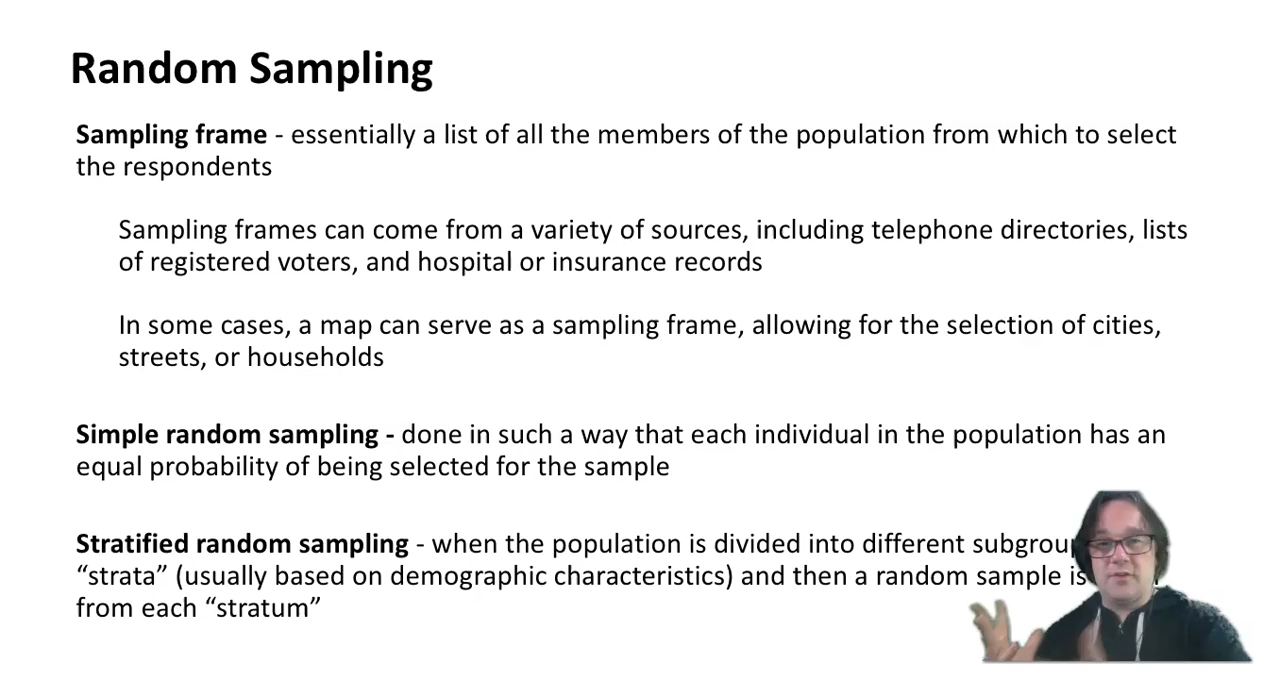 Random Sampling
Sampling frame - essentially a list of all the members of the population from which to select
the respondents
Sampling frames can come from a variety of sources, including telephone directories, lists
of registered voters, and hospital or insurance records
In some cases, a map can serve as a sampling frame, allowing for the selection of cities,
streets, or households
Simple random sampling - done in such a way that each individual in the population has an
equal probability of being selected for the sample
Stratified random sampling - when the population is divided into different
“strata” (usually based on demographic characteristics) and then a random sample is
from each “stratum”